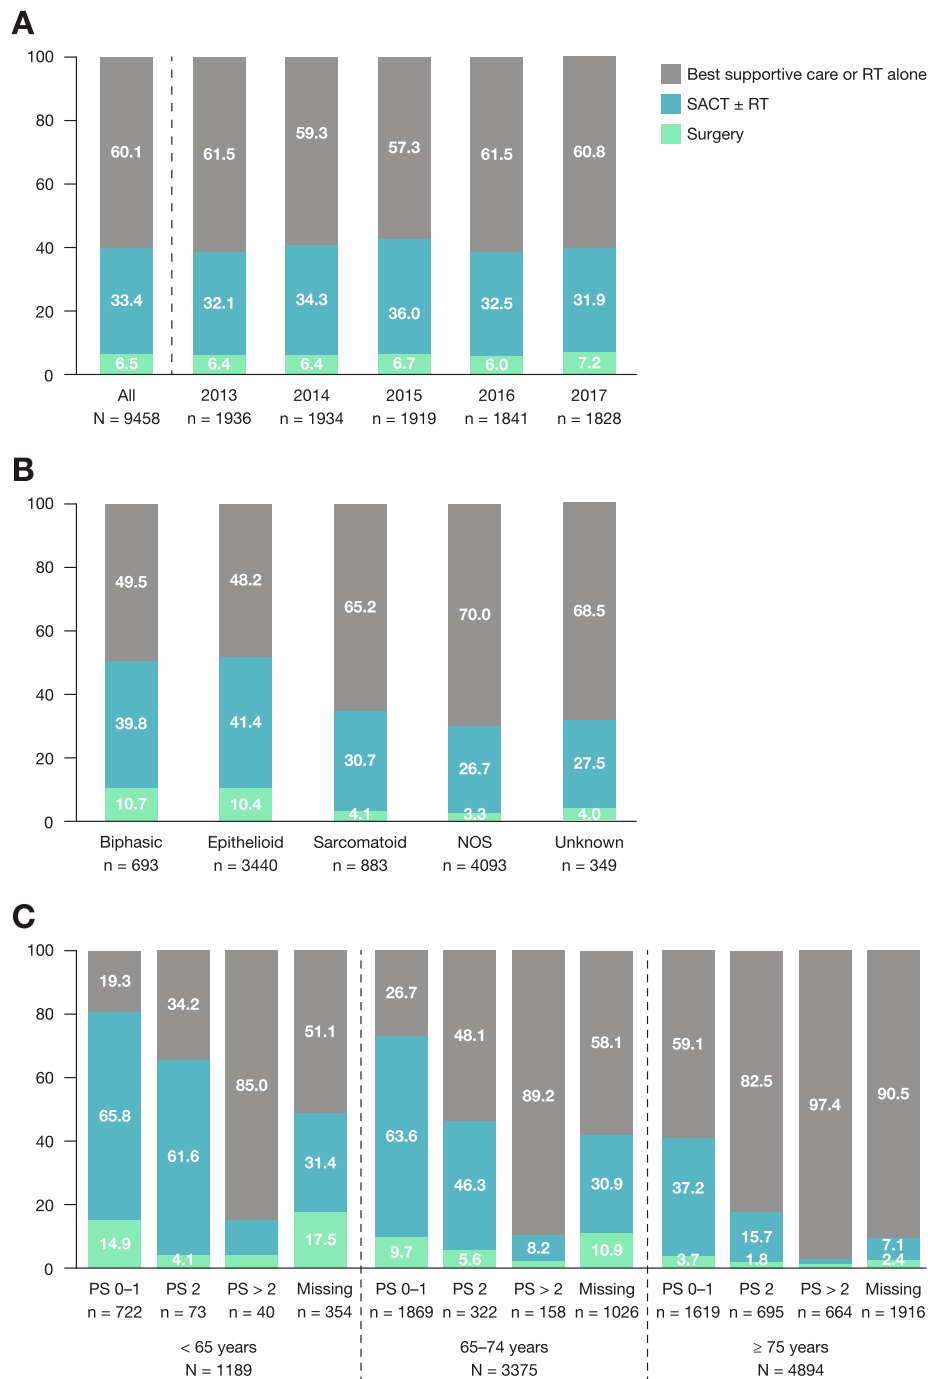 A
Best supportive care or RT alone
SACT ± RT
Surgery
100
80
60
40
20
0
60.1 61.5 59.3 57.3 61.5 60.8
33.4 32.1 34.3 36.0 32.5 31.9
6.5 6.4 6.4 6.7 6.0 7.2
All 2013 2014 2015 2016 2017
N = 9458 n = 1936 n = 1934 n = 1919 n = 1841 n = 1828
B
100
80
60
40
20
0
49.5 48.2 65.2 70.0 68.5
39.8 41.4 30.7 26.7 27.5
10.7 10.4 4.1 3.3 4.0
Biphasic Epithelioid Sarcomatoid NOS Unknown
n = 693 n = 3440 n = 883 n = 4093 n = 349
C
100
80
60
40
20
0
19.3 34.2 85.0 51.1 26.7 48.1 89.2 58.1 59.1 82.5 97.4 90.5
65.8 61.6 31.4 63.6 46.3 8.2 30.9 37.2 15.7 7.1
14.9 4.1 17.5 9.7 5.6 10.9 3.7 1.8 2.4
PS 0–1 PS 2 PS > 2 Missing PS 0–1 PS 2 PS > 2 Missing PS 0–1 PS 2 PS > 2 Missing
n = 722 n = 73 n = 40 n = 354 n = 1869 n = 322 n = 158 n = 1026 n = 1619 n = 695 n = 664 n = 1916
< 65 years 65–74 years ≥ 75 years
N = 1189 N = 3375 N = 4894